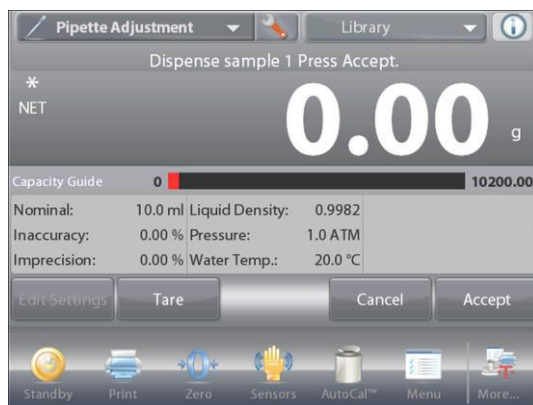 Pipette Adjustment Library
Dispense sample 1 Press Accept.
*
NET
0.00 g
Capacity Guide 0 10200.00
Nominal: 10.0 ml Liquid Density: 0.9982
Inaccuracy: 0.00 % Pressure: 1.0 ATM
Imprecision: 0.00 % Water Temp.: 20.0 °C
Edit Settings Tare Cancel Accept
Standby Print Zero Sensors AutoCal™ Menu More...